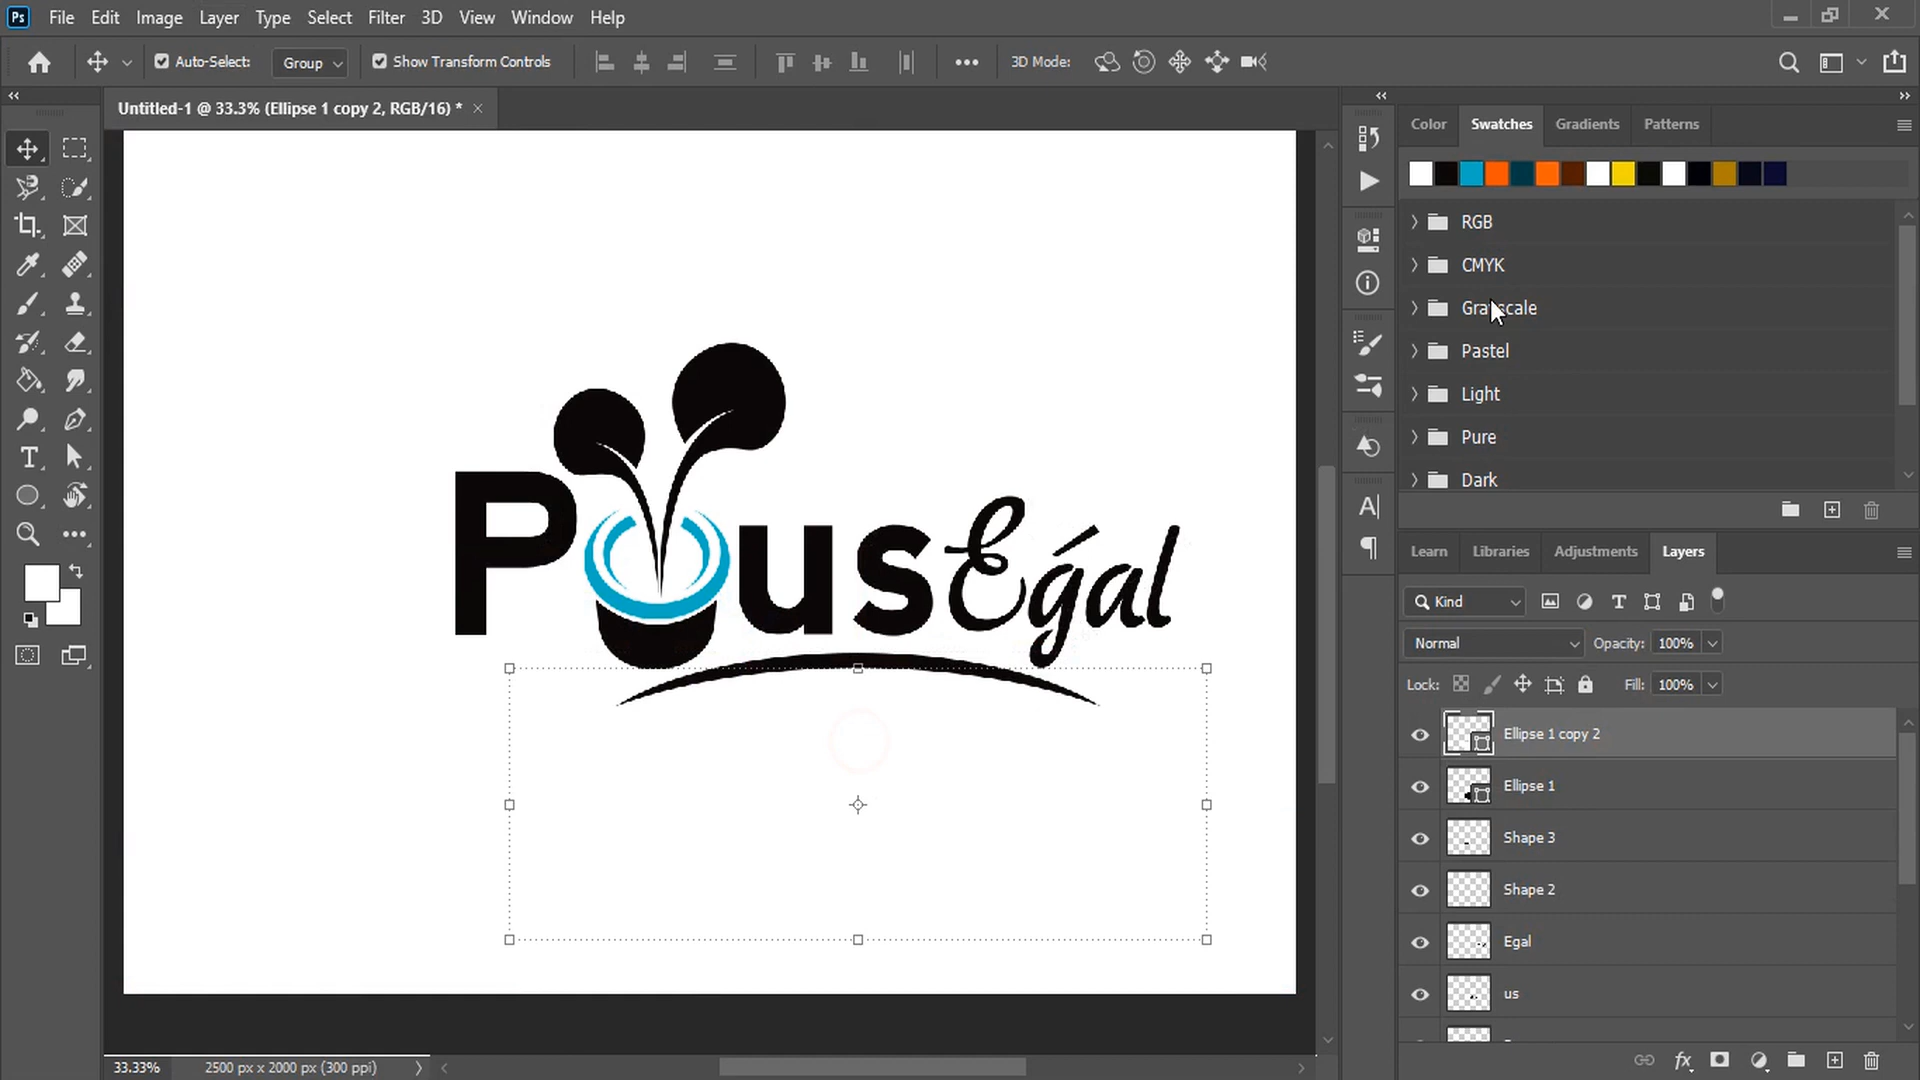 Ps File Edit Image Layer Type Select Filter 3D View Window Help
Auto-Select: Group Show Transform Controls 3D Mode:
Untitled-1 @ 33.3% (Ellipse 1 copy 2, RGB/16) *
Color Swatches Gradients Patterns
RGB
CMYK
Grayscale
Pastel
Light
Pure
Dark
P us Egál
Learn Libraries Adjustments Layers
Kind
Normal Opacity: 100%
Lock: Fill: 100%
Ellipse 1 copy 2
Ellipse 1
Shape 3
Shape 2
Egal
us
33.33% 2500 px x 2000 px (300 ppi)